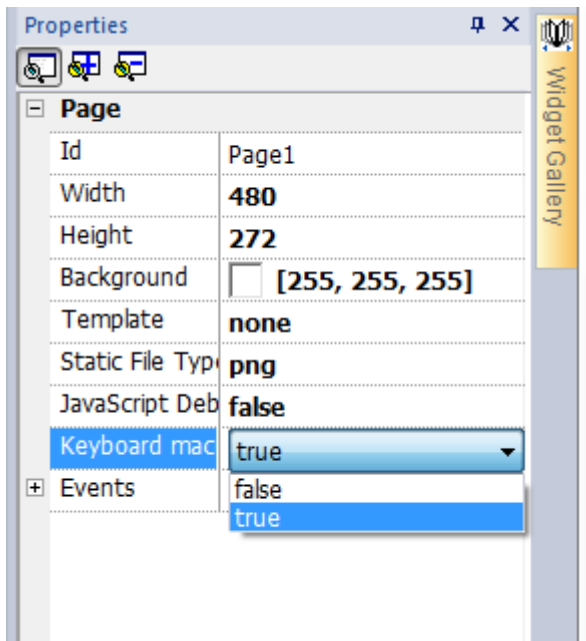 Properties
Widget Gallery
Page
Id Page1
Width 480
Height 272
Background [255, 255, 255]
Template none
Static File Typ png
JavaScript Deb false
Keyboard mac true
Events false
true